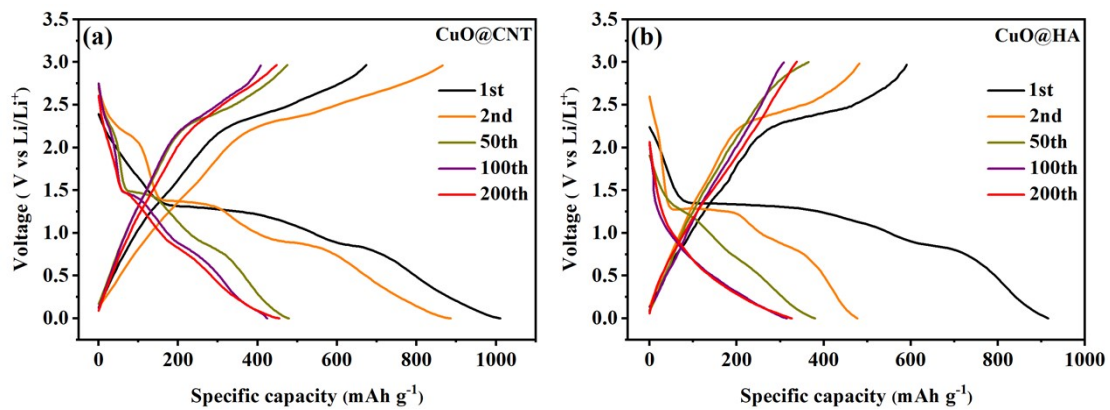 (a)
CuO@CNT
1st
2nd
50th
100th
200th
3.5
3.0
2.5
2.0
1.5
1.0
0.5
0.0
Voltage ( V vs Li/Li⁺)
0 200 400 600 800 1000
Specific capacity (mAh g⁻¹)
(b)
CuO@HA
1st
2nd
50th
100th
200th
3.5
3.0
2.5
2.0
1.5
1.0
0.5
0.0
Voltage ( V vs Li/Li⁺)
0 200 400 600 800 1000
Specific capacity (mAh g⁻¹)